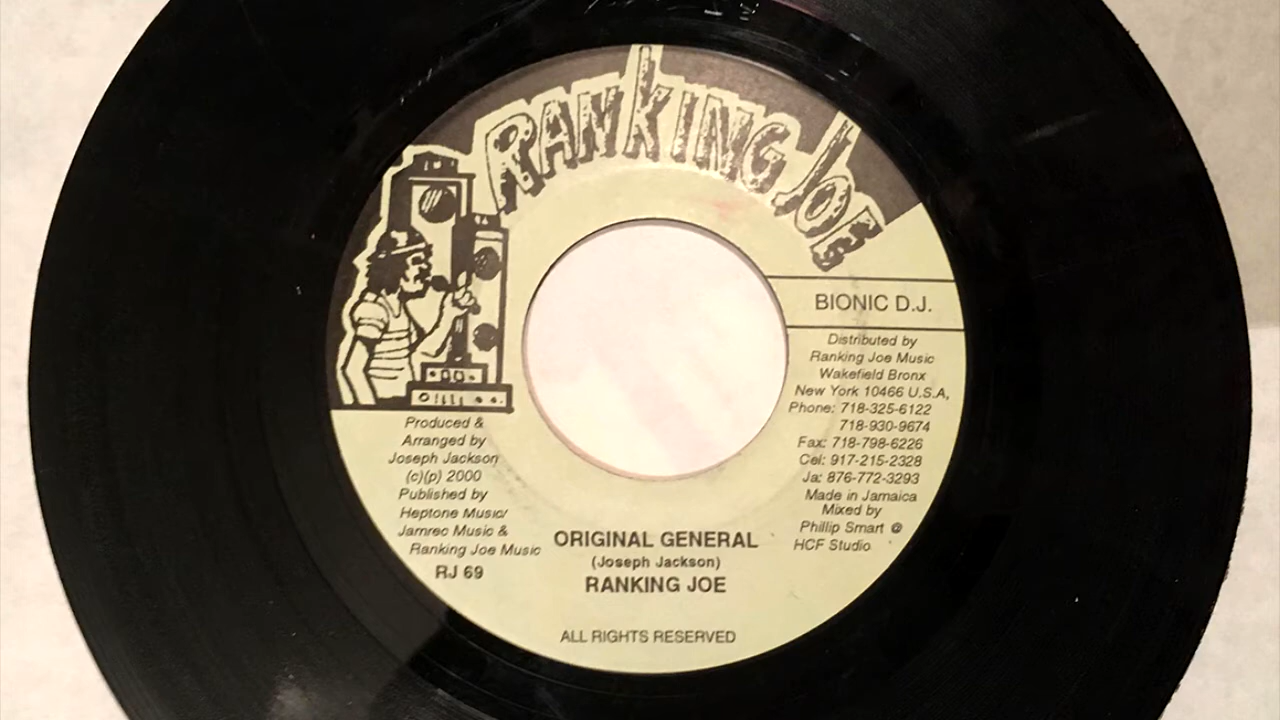 RANKING JOE
BIONIC D.J.
Distributed by
Ranking Joe Music
Wakefield Bronx
New York 10466 U.S.A,
Phone: 718-325-6122
718-930-9674
Fax: 718-798-6226
Cel: 917-215-2328
Ja: 876-772-3293
Made in Jamaica
Mixed by
Phillip Smart @
HCF Studio
Produced &
Arranged by
Joseph Jackson
(c)(p) 2000
Published by
Heptone Music/
Jamrec Music &
Ranking Joe Music
RJ 69
ORIGINAL GENERAL
(Joseph Jackson)
RANKING JOE
ALL RIGHTS RESERVED